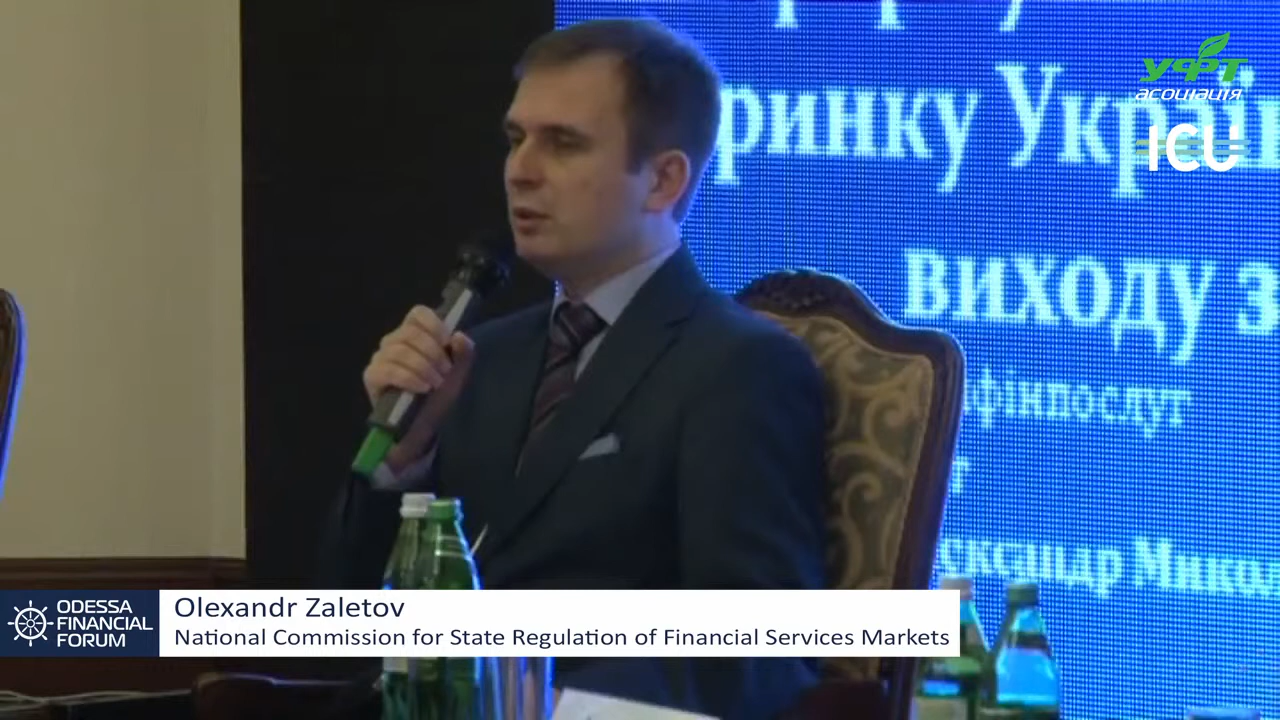 УФТ
асоціація
ICU
ринку Украї
виходу з
фінпослуг
Микол
ODESSA
FINANCIAL
FORUM
Olexandr Zaletov
National Commission for State Regulation of Financial Services Markets